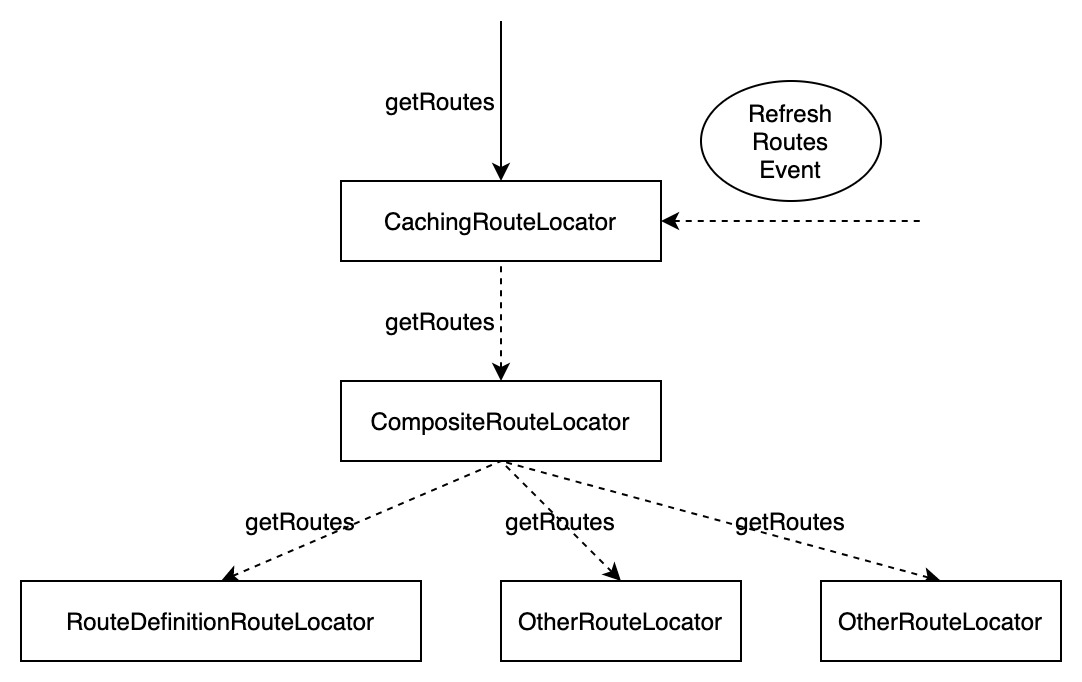 getRoutes
Refresh
Routes
Event
CachingRouteLocator
getRoutes
CompositeRouteLocator
getRoutes
getRoutes
getRoutes
RouteDefinitionRouteLocator
OtherRouteLocator
OtherRouteLocator